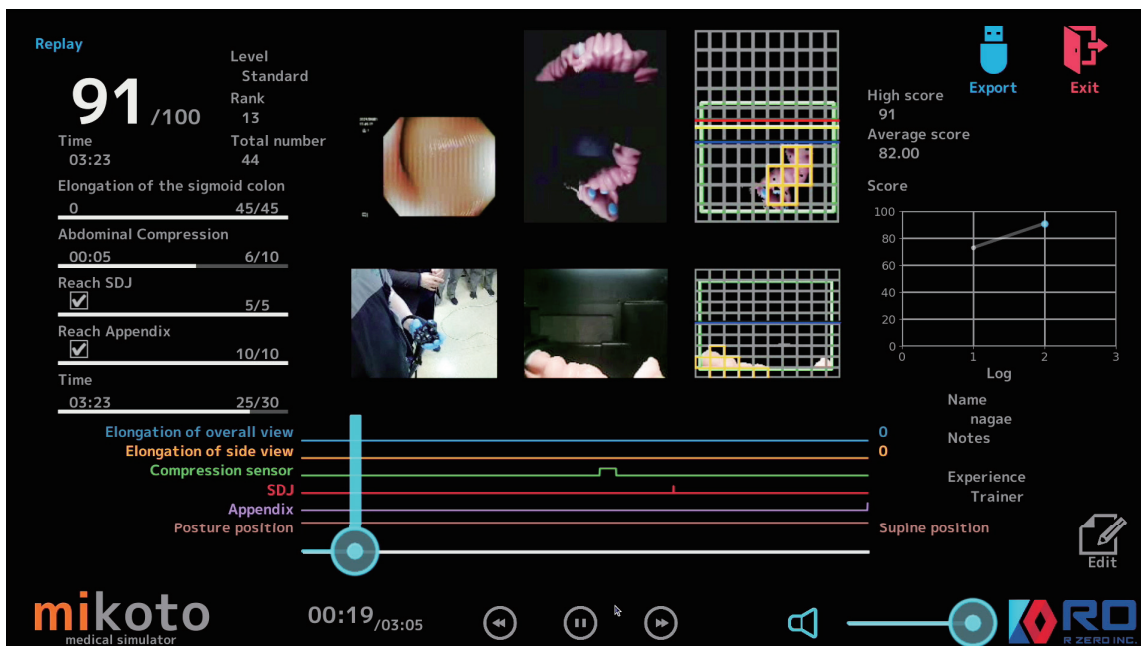 Replay
91/100
Level
Standard
Rank
13
Time
03:23
Total number
44
Elongation of the sigmoid colon
0 45/45
Abdominal Compression
00:05 6/10
Reach SDJ
5/5
Reach Appendix
10/10
Time
03:23 25/30
Export
Exit
High score
91
Average score
82.00
Score
100
80
60
40
20
0
0 1 2 3
Log
Name
nagae
Notes
Experience
Trainer
Elongation of overall view 0
Elongation of side view 0
Compression sensor
SDJ
Appendix
Posture position Supine position
Edit
mikoto
medical simulator
00:19/03:05
RO
R ZERO INC.